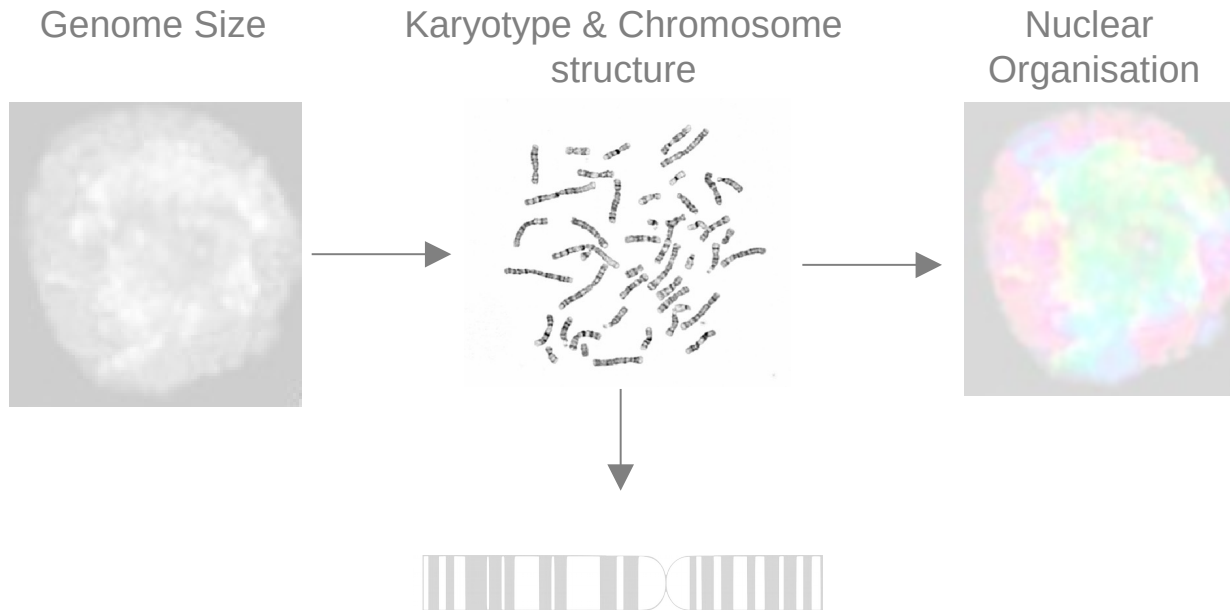 Genome Size
Karyotype & Chromosome
structure
Nuclear
Organisation